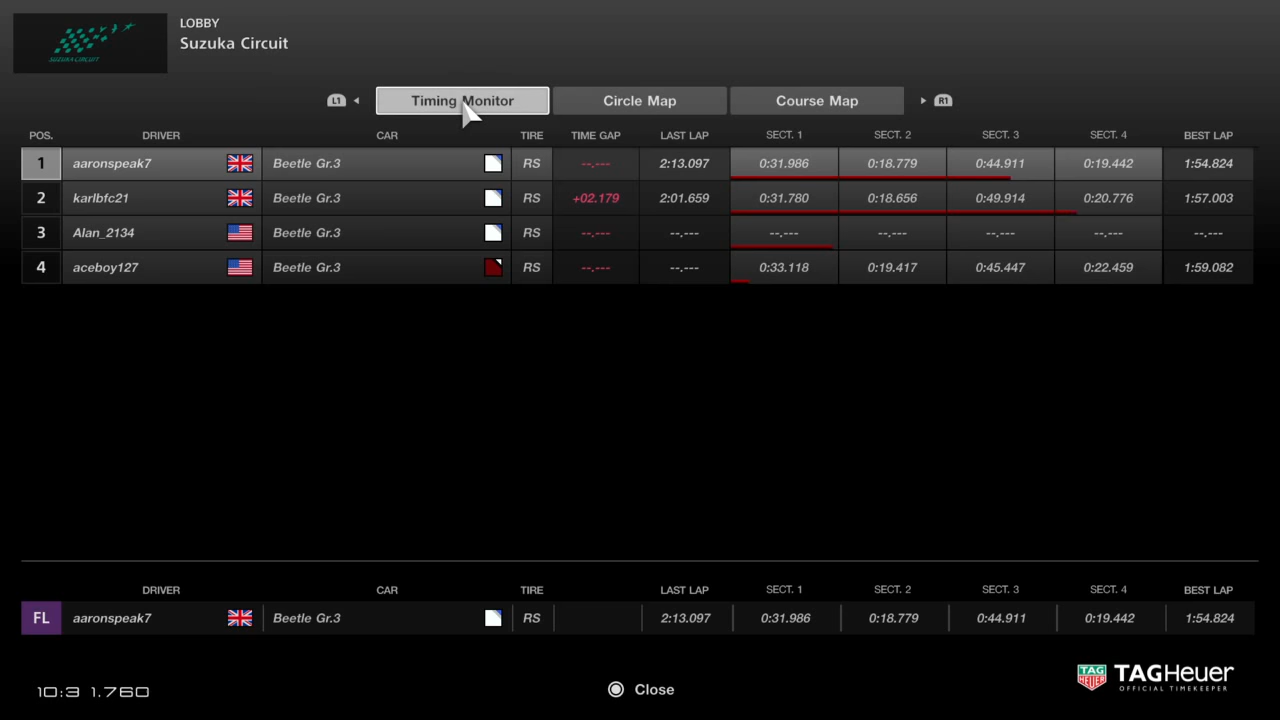 LOBBY
Suzuka Circuit
SUZUKA CIRCUIT
L1 Timing Monitor Circle Map Course Map R1
POS. DRIVER CAR TIRE TIME GAP LAST LAP SECT. 1 SECT. 2 SECT. 3 SECT. 4 BEST LAP
1 aaronspeak7 Beetle Gr.3 RS --.--- 2:13.097 0:31.986 0:18.779 0:44.911 0:19.442 1:54.824
2 karlbfc21 Beetle Gr.3 RS +02.179 2:01.659 0:31.780 0:18.656 0:49.914 0:20.776 1:57.003
3 Alan_2134 Beetle Gr.3 RS --.--- --.--- --.--- --.--- --.--- --.--- --.---
4 aceboy127 Beetle Gr.3 RS --.--- --.--- 0:33.118 0:19.417 0:45.447 0:22.459 1:59.082
DRIVER CAR TIRE LAST LAP SECT. 1 SECT. 2 SECT. 3 SECT. 4 BEST LAP
FL aaronspeak7 Beetle Gr.3 RS 2:13.097 0:31.986 0:18.779 0:44.911 0:19.442 1:54.824
10:31.760 Close TAG HEUER TAGHeuer
OFFICIAL TIMEKEEPER